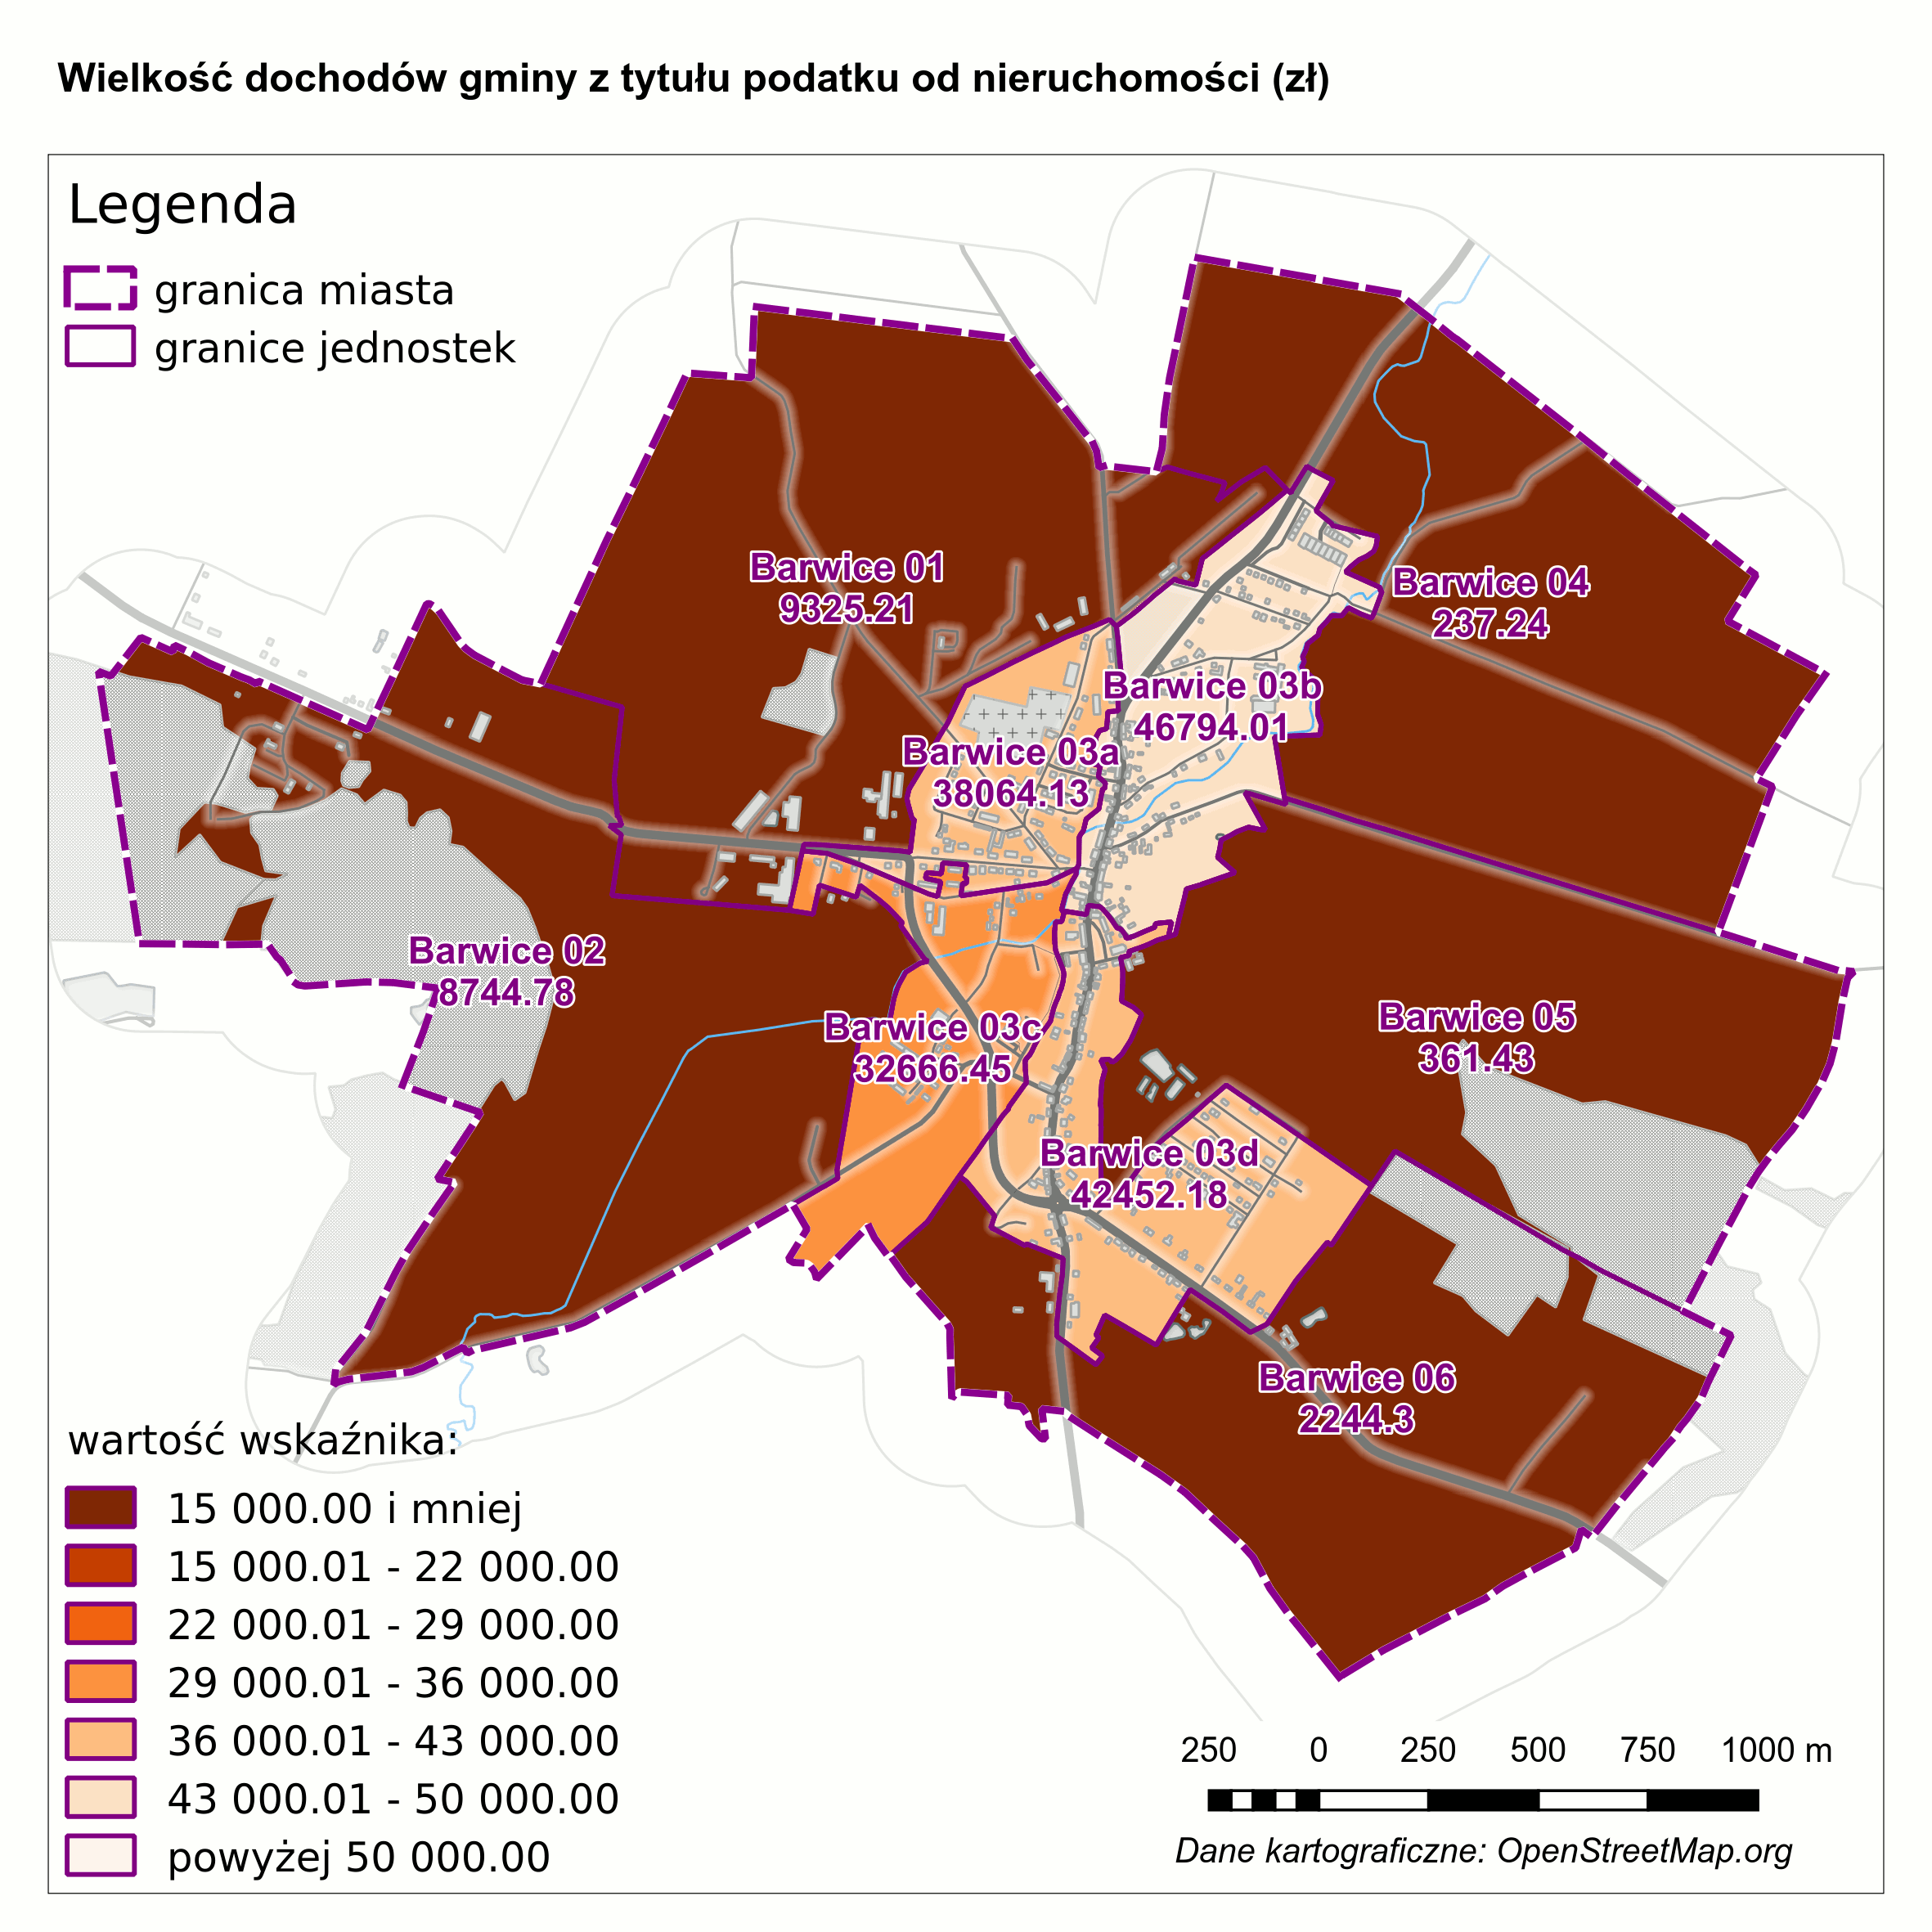 Wielkość dochodów gminy z tytułu podatku od nieruchomości (zł)
Legenda
granica miasta
granice jednostek
Barwice 01
9325.21
Barwice 04
237.24
Barwice 03b
46794.01
Barwice 03a
38064.13
Barwice 02
8744.78
Barwice 03c
32666.45
Barwice 05
361.43
Barwice 03d
42452.18
Barwice 06
2244.3
wartość wskaźnika:
15 000.00 i mniej
15 000.01 - 22 000.00
22 000.01 - 29 000.00
29 000.01 - 36 000.00
36 000.01 - 43 000.00
43 000.01 - 50 000.00
powyżej 50 000.00
250 0 250 500 750 1000 m
Dane kartograficzne: OpenStreetMap.org